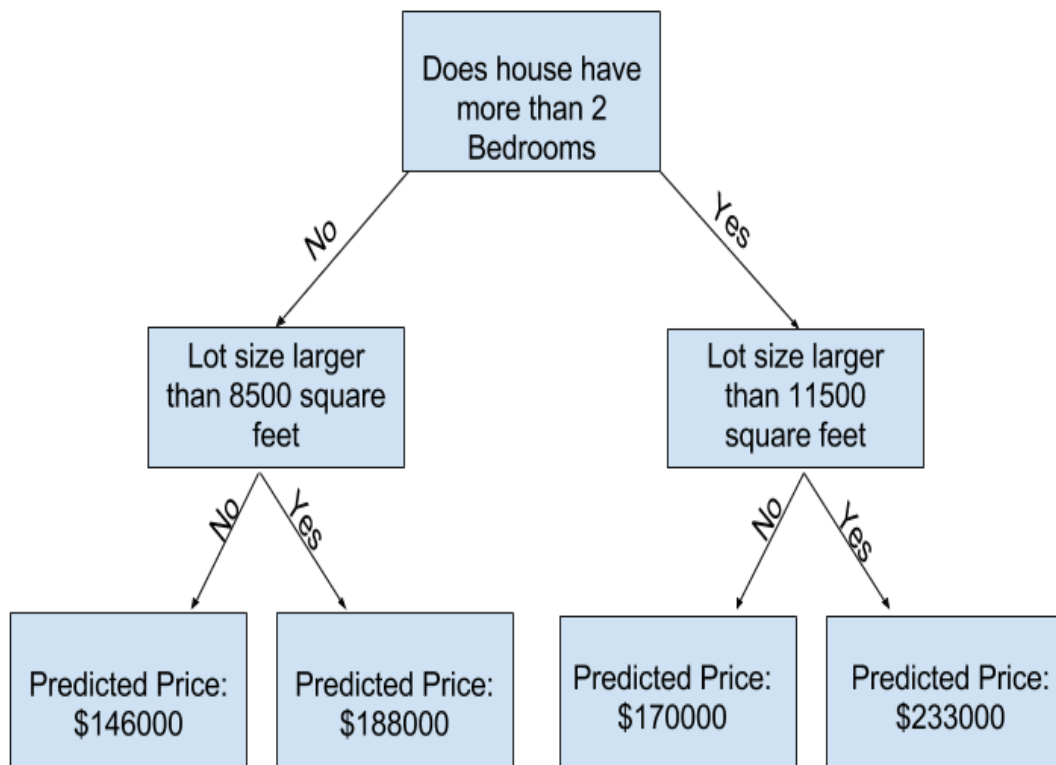 Does house have
more than 2
Bedrooms
No
Yes
Lot size larger
than 8500 square
feet
Lot size larger
than 11500
square feet
No
Yes
No
Yes
Predicted Price:
$146000
Predicted Price:
$188000
Predicted Price:
$170000
Predicted Price:
$233000